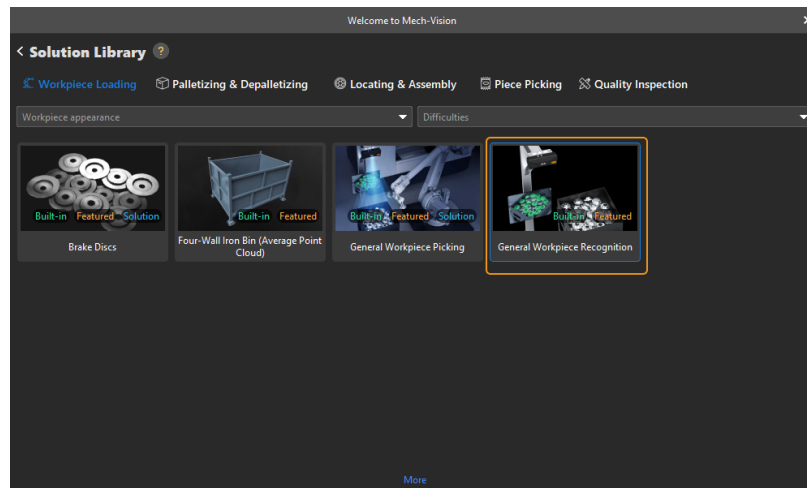 Welcome to Mech-Vision
< Solution Library ?
Workpiece Loading Palletizing & Depalletizing Locating & Assembly Piece Picking Quality Inspection
Workpiece appearance Difficulties
Built-in Featured Solution
Brake Discs
Built-in Featured
Four-Wall Iron Bin (Average Point
Cloud)
Built-in Featured Solution
General Workpiece Picking
Built-in Featured
General Workpiece Recognition
More